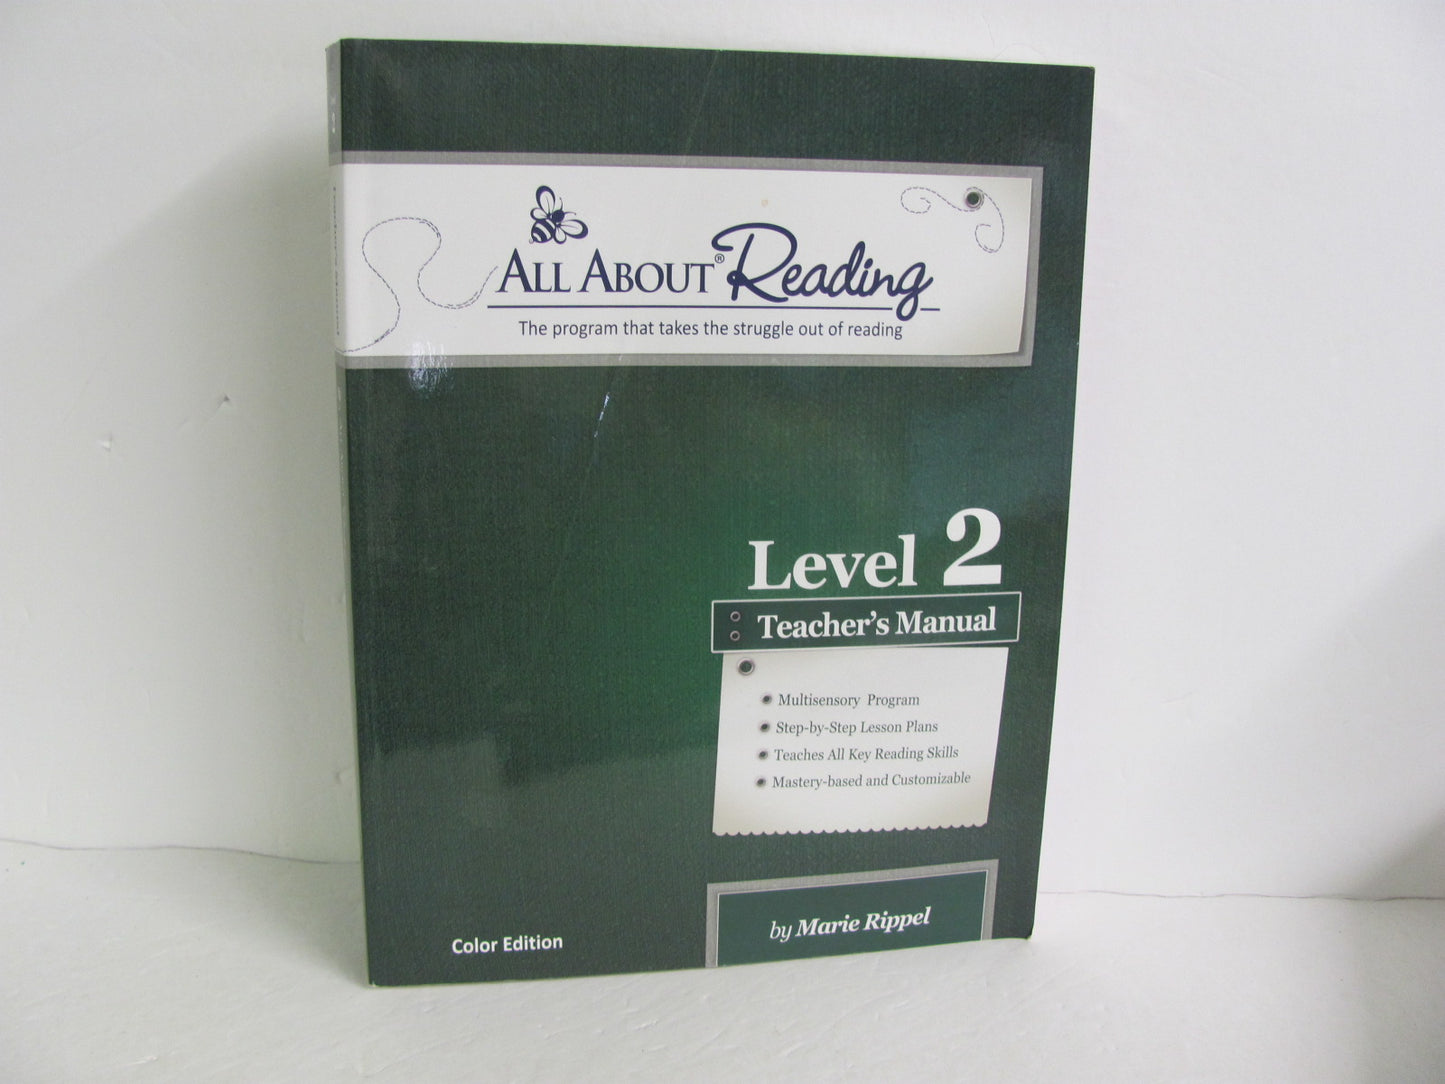 ALL ABOUT® Reading
The program that takes the struggle out of reading
Level 2
Teacher's Manual
Multisensory Program
Step-by-Step Lesson Plans
Teaches All Key Reading Skills
Mastery-based and Customizable
by Marie Rippel
Color Edition